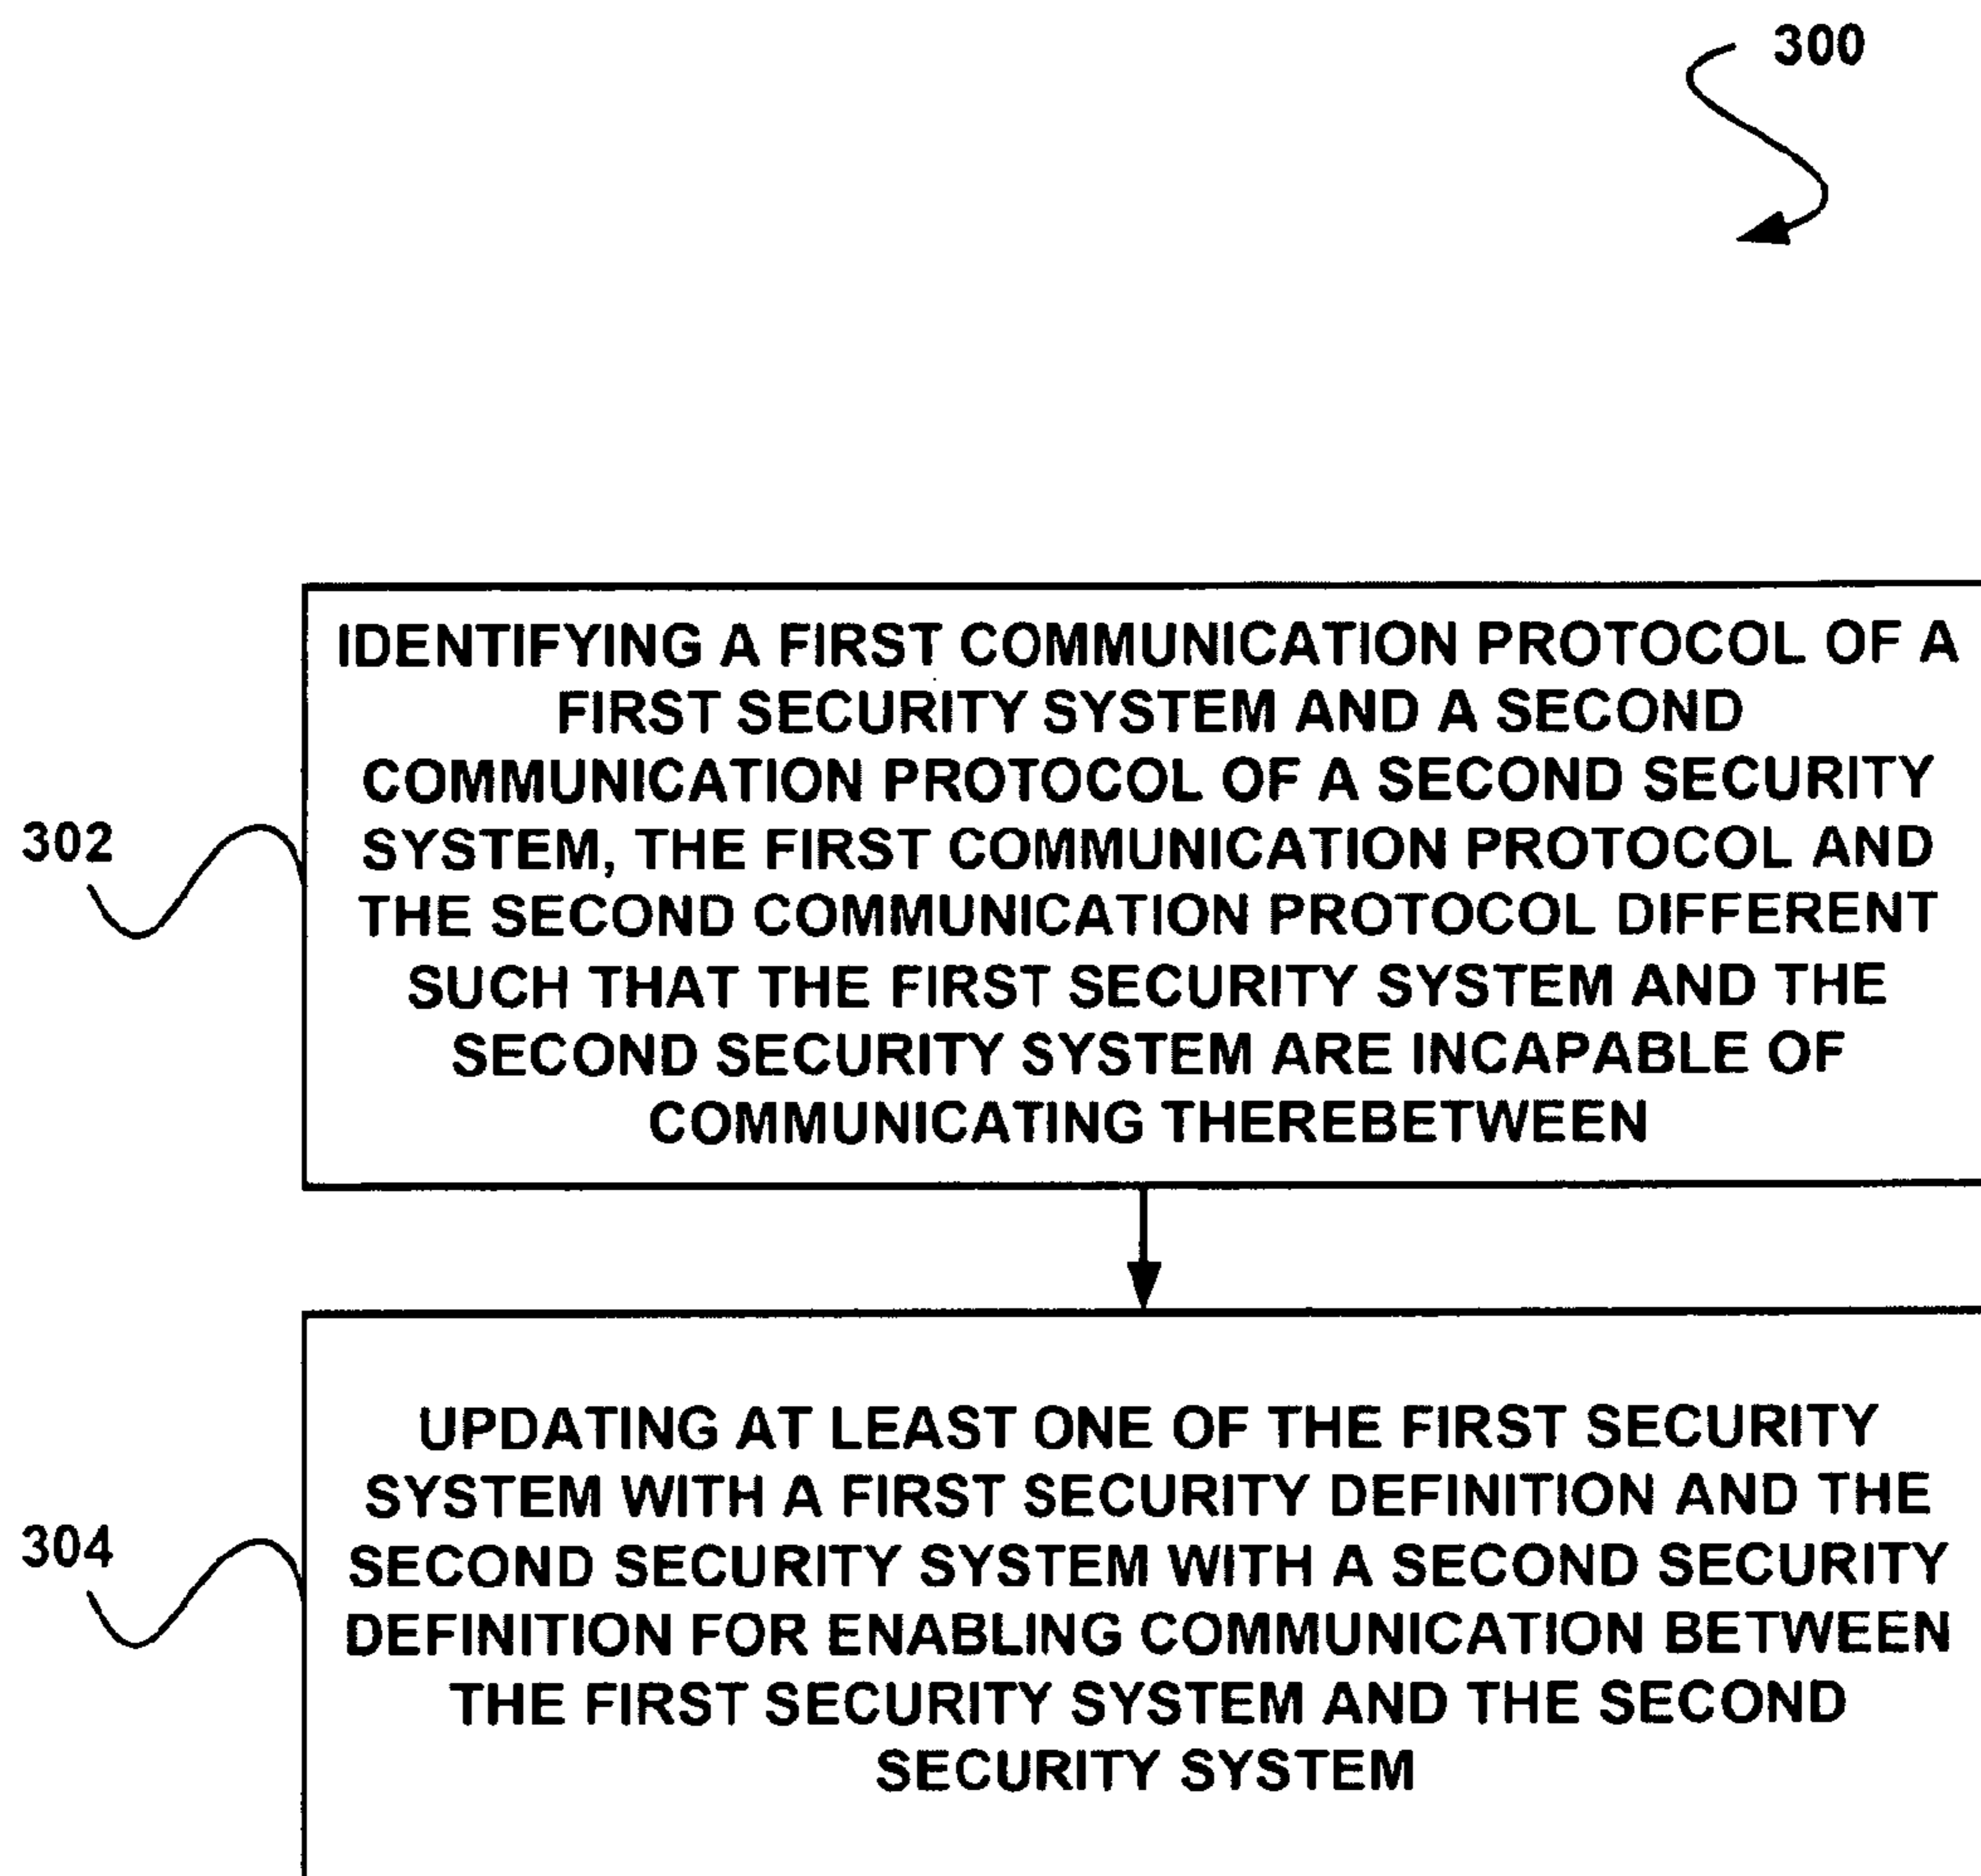 300
IDENTIFYING A FIRST COMMUNICATION PROTOCOL OF A
FIRST SECURITY SYSTEM AND A SECOND
COMMUNICATION PROTOCOL OF A SECOND SECURITY
SYSTEM, THE FIRST COMMUNICATION PROTOCOL AND
THE SECOND COMMUNICATION PROTOCOL DIFFERENT
SUCH THAT THE FIRST SECURITY SYSTEM AND THE
SECOND SECURITY SYSTEM ARE INCAPABLE OF
COMMUNICATING THEREBETWEEN
302
UPDATING AT LEAST ONE OF THE FIRST SECURITY
SYSTEM WITH A FIRST SECURITY DEFINITION AND THE
SECOND SECURITY SYSTEM WITH A SECOND SECURITY
DEFINITION FOR ENABLING COMMUNICATION BETWEEN
THE FIRST SECURITY SYSTEM AND THE SECOND
SECURITY SYSTEM
304